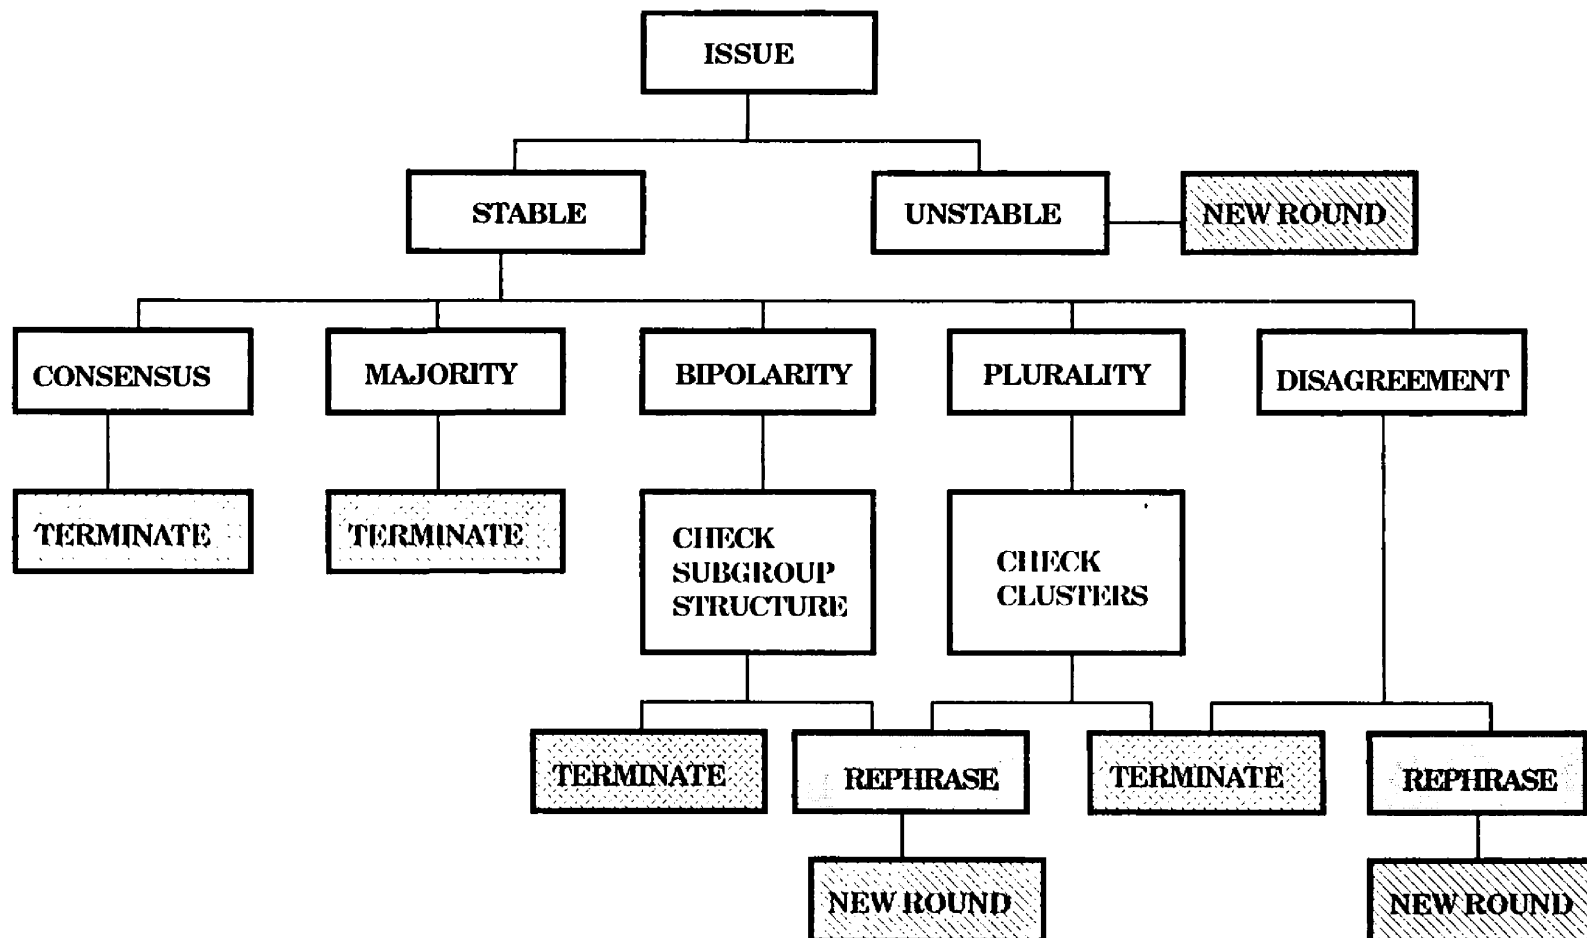 ISSUE
STABLE
UNSTABLE
NEW ROUND
CONSENSUS
MAJORITY
BIPOLARITY
PLURALITY
DISAGREEMENT
TERMINATE
TERMINATE
CHECK
SUBGROUP
STRUCTURE
CHECK
CLUSTERS
TERMINATE
REPHRASE
TERMINATE
REPHRASE
NEW ROUND
NEW ROUND